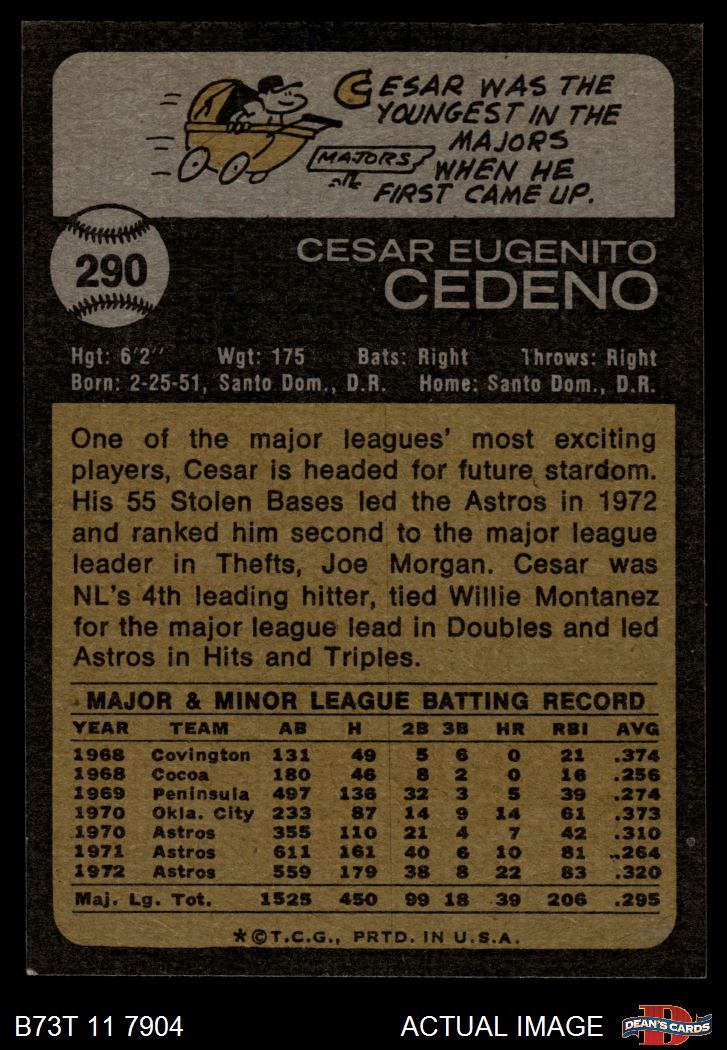 CESAR WAS THE
YOUNGEST IN THE
MAJORS
MAJORS
WHEN HE
FIRST CAME UP.
290
CESAR EUGENITO
CEDENO
Hgt: 6'2" Wgt: 175 Bats: Right Throws: Right
Born: 2-25-51, Santo Dom., D.R. Home: Santo Dom., D.R.
One of the major leagues' most exciting
players, Cesar is headed for future stardom.
His 55 Stolen Bases led the Astros in 1972
and ranked him second to the major league
leader in Thefts, Joe Morgan. Cesar was
NL's 4th leading hitter, tied Willie Montanez
for the major league lead in Doubles and led
Astros in Hits and Triples.
MAJOR & MINOR LEAGUE BATTING RECORD
YEAR TEAM AB H 2B 3B HR RBI AVG
1968 Covington 131 49 5 6 0 21 .374
1968 Cocoa 180 46 8 2 0 16 .256
1969 Peninsula 497 136 32 3 5 39 .274
1970 Okla. City 233 87 14 9 14 61 .373
1970 Astros 355 110 21 4 7 42 .310
1971 Astros 611 161 40 6 10 81 .264
1972 Astros 559 179 38 8 22 83 .320
Maj. Lg. Tot. 1525 450 99 18 39 206 .295
*©T.C.G., PRTD. IN U.S.A.
B73T 11 7904 ACTUAL IMAGE
D
DEAN'S CARDS